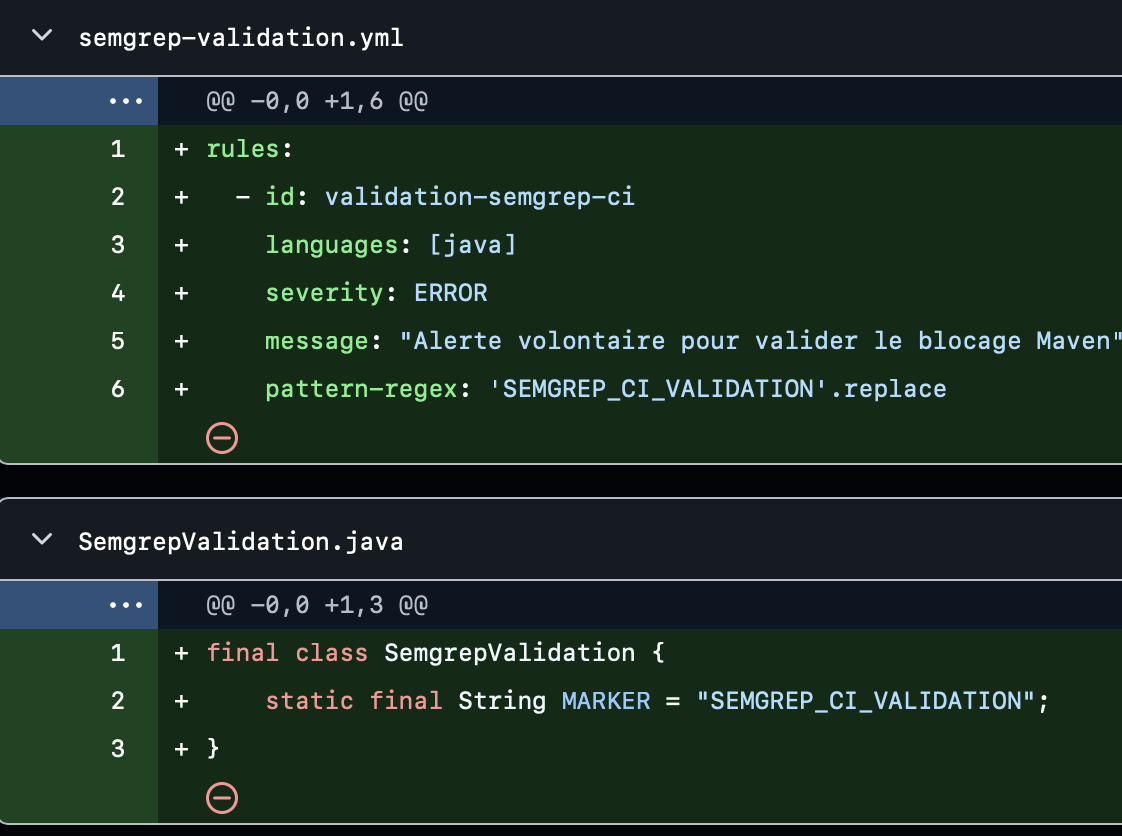 semgrep-validation.yml
... @@ -0,0 +1,6 @@
1 + rules:
2 +   - id: validation-semgrep-ci
3 +     languages: [java]
4 +     severity: ERROR
5 +     message: "Alerte volontaire pour valider le blocage Maven"
6 +     pattern-regex: 'SEMGREP_CI_VALIDATION'.replace
SemgrepValidation.java
... @@ -0,0 +1,3 @@
1 + final class SemgrepValidation {
2 +     static final String MARKER = "SEMGREP_CI_VALIDATION";
3 + }